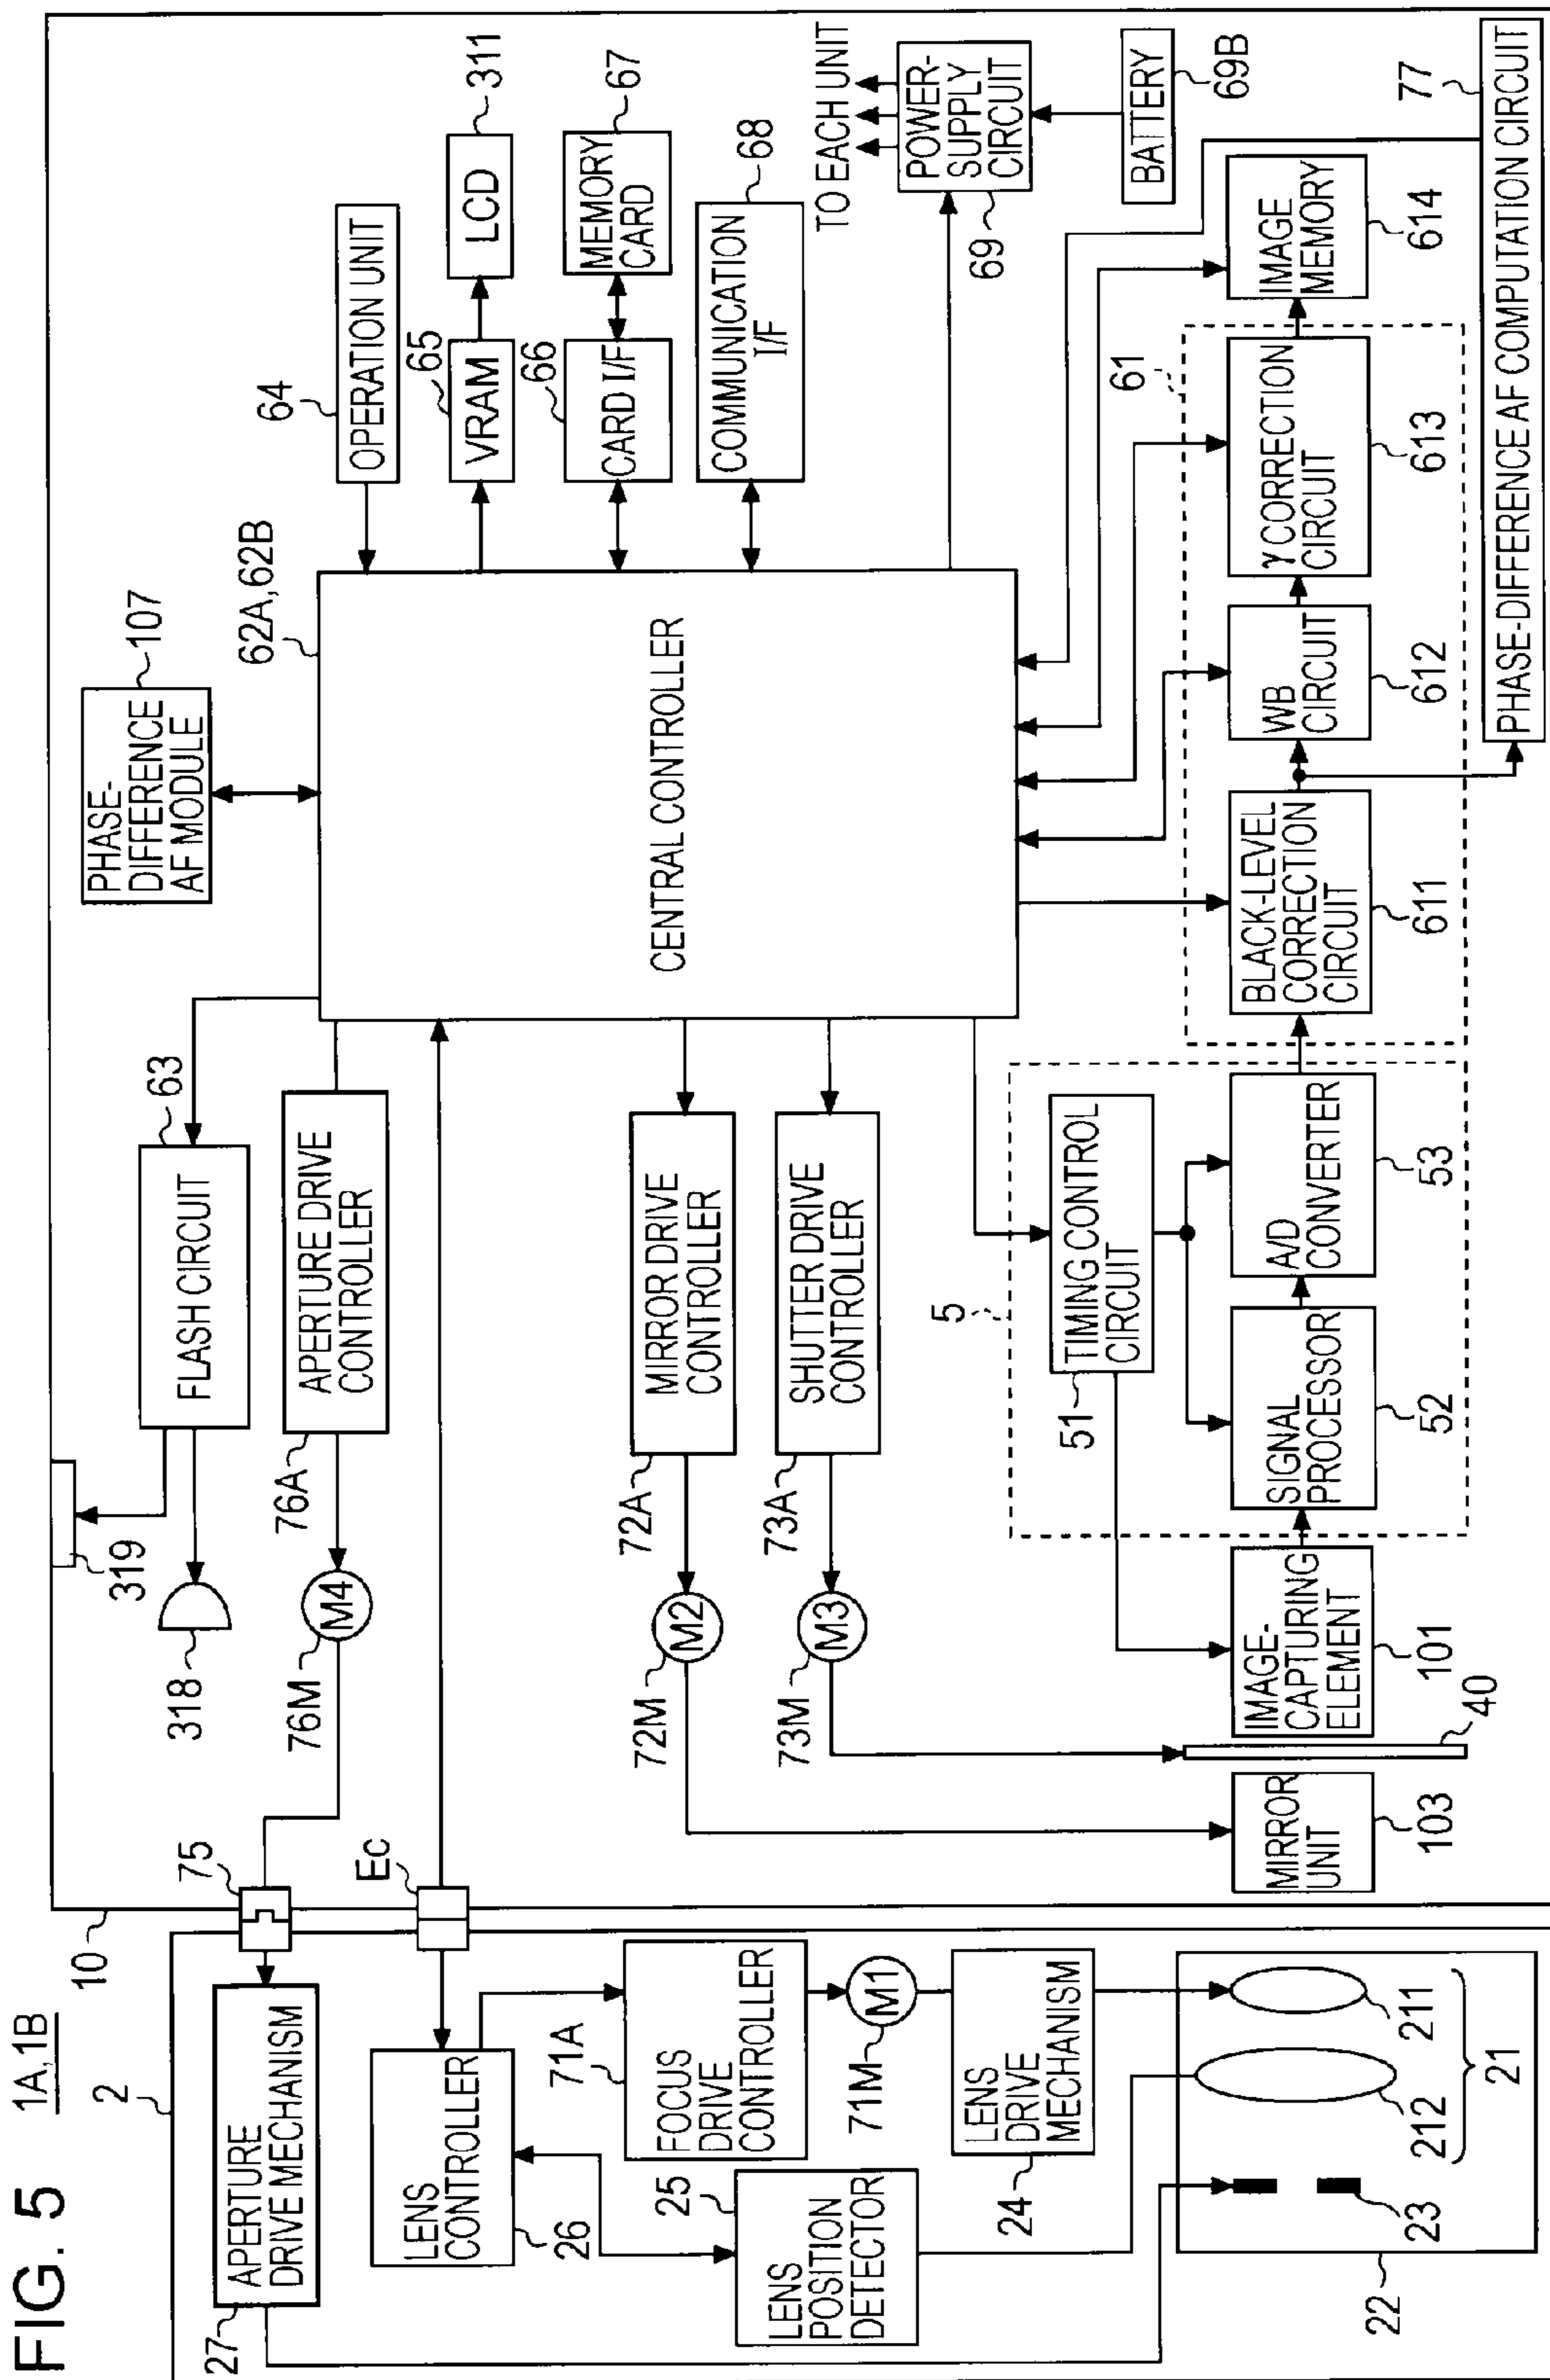 FIG. 5
1A,1B
2
10
27
APERTURE
DRIVE MECHANISM
75
Ec
LENS
CONTROLLER
26
71A
FOCUS
DRIVE
CONTROLLER
M1
71M
LENS
DRIVE
MECHANISM
24
25
LENS
POSITION
DETECTOR
22
23
212
211
21
319
318
63
FLASH CIRCUIT
M4
76M
76A
APERTURE DRIVE
CONTROLLER
M2
72M
72A
MIRROR DRIVE
CONTROLLER
M3
73M
73A
SHUTTER DRIVE
CONTROLLER
MIRROR
UNIT
103
40
IMAGE-
CAPTURING
ELEMENT
101
5
51
TIMING CONTROL
CIRCUIT
SIGNAL
PROCESSOR
52
A/D
CONVERTER
53
PHASE-
DIFFERENCE
AF MODULE
107
62A,62B
CENTRAL CONTROLLER
64
OPERATION UNIT
65
VRAM
LCD
311
66
CARD I/F
MEMORY
CARD
67
COMMUNICATION
I/F
68
TO EACH UNIT
POWER-
SUPPLY
CIRCUIT
69
BATTERY
69B
61
BLACK-LEVEL
CORRECTION
CIRCUIT
611
WB
CIRCUIT
612
γ CORRECTION
CIRCUIT
613
IMAGE
MEMORY
614
PHASE-DIFFERENCE AF COMPUTATION CIRCUIT
77